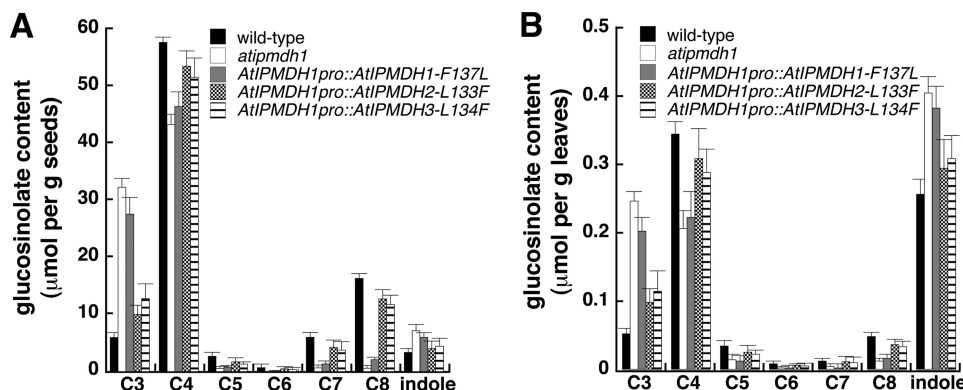 A
glucosinolate content
(μmol per g seeds)
60
50
40
30
20
10
0
wild-type
atipmdh1
AtIPMDH1pro::AtIPMDH1-F137L
AtIPMDH1pro::AtIPMDH2-L133F
AtIPMDH1pro::AtIPMDH3-L134F
C3 C4 C5 C6 C7 C8 indole
B
glucosinolate content
(μmol per g leaves)
0.5
0.4
0.3
0.2
0.1
0
wild-type
atipmdh1
AtIPMDH1pro::AtIPMDH1-F137L
AtIPMDH1pro::AtIPMDH2-L133F
AtIPMDH1pro::AtIPMDH3-L134F
C3 C4 C5 C6 C7 C8 indole